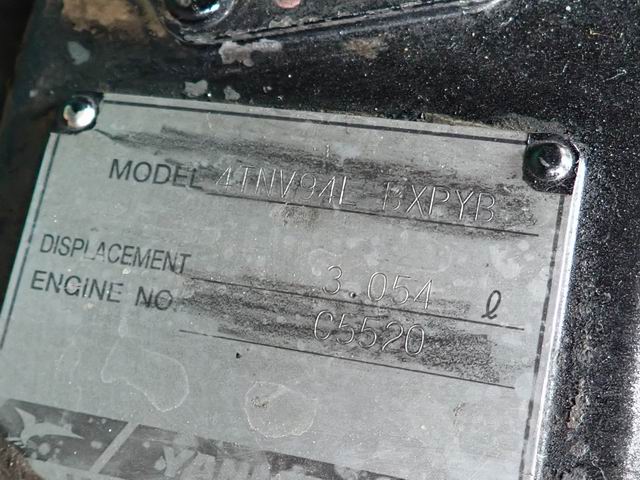 MODEL 4TNV94L BXPYB
DISPLACEMENT 3.054 ℓ
ENGINE NO. C5520